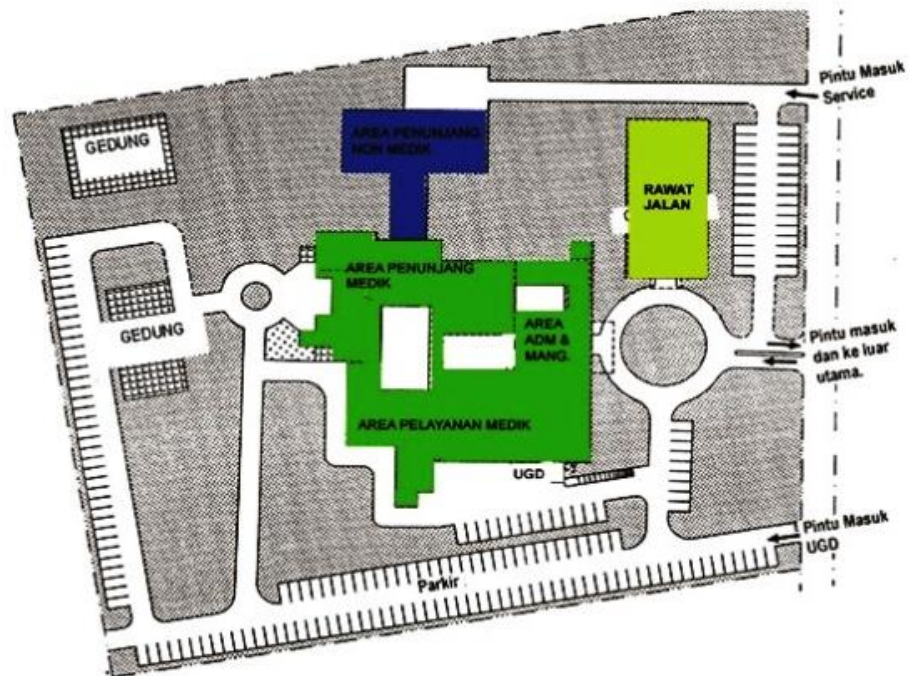 Pintu Masuk
Service
GEDUNG
AREA PENUNJANG
NON MEDIK
RAWAT
JALAN
AREA PENUNJANG
MEDIK
AREA
ADM &
MANG.
GEDUNG
Pintu masuk
dan ke luar
utama.
AREA PELAYANAN MEDIK
UGD
Pintu Masuk
UGD
Parkir